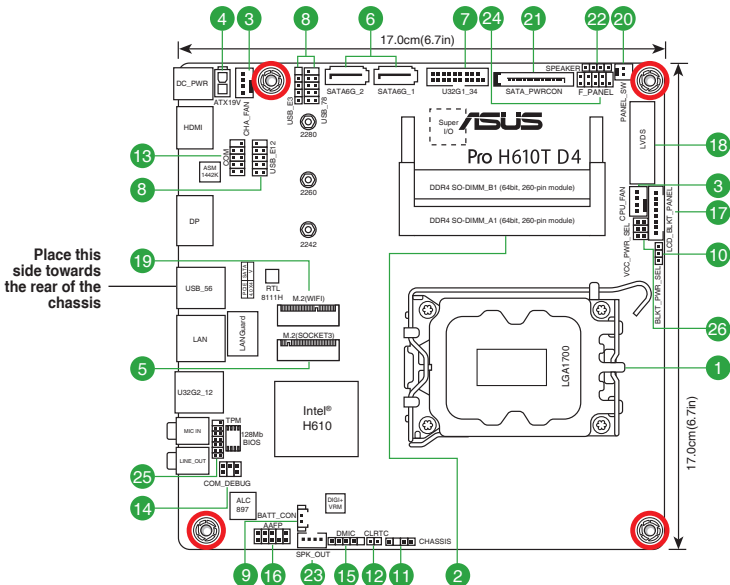 4
3
8
6
7
24
21
22
20
17.0cm(6.7in)
DC_PWR
ATX19V
CHA_FAN
USB_E3
USB_78
SATA6G_2
SATA6G_1
U32G1_34
SATA_PWRCON
SPEAKER
F_PANEL
PANEL_SW
HDMI
2280
Super
I/O
ASUS
Pro H610T D4
LVDS
18
13
COM
USB_E12
ASM
1442K
8
2260
DDR4 SO-DIMM_B1 (64bit, 260-pin module)
DDR4 SO-DIMM_A1 (64bit, 260-pin module)
CPU_FAN
3
LCD_BLKT_PANEL
17
DP
2242
VCC_PWR_SEL
10
BLKT_PWR_SEL
Place this
side towards
the rear of the
chassis
19
USB_56
RTL
8111H
M.2(WIFI)
26
LAN
LANGuard
M.2(SOCKET3)
5
LGA1700
1
U32G2_12
Intel®
H610
17.0cm(6.7in)
MIC IN
TPM
128Mb
BIOS
LINE_OUT
25
COM_DEBUG
14
ALC
897
BATT_CON
DIGI+
VRM
AAFP
DMIC
CLRTC
CHASSIS
SPK_OUT
9
16
23
15
12
11
2